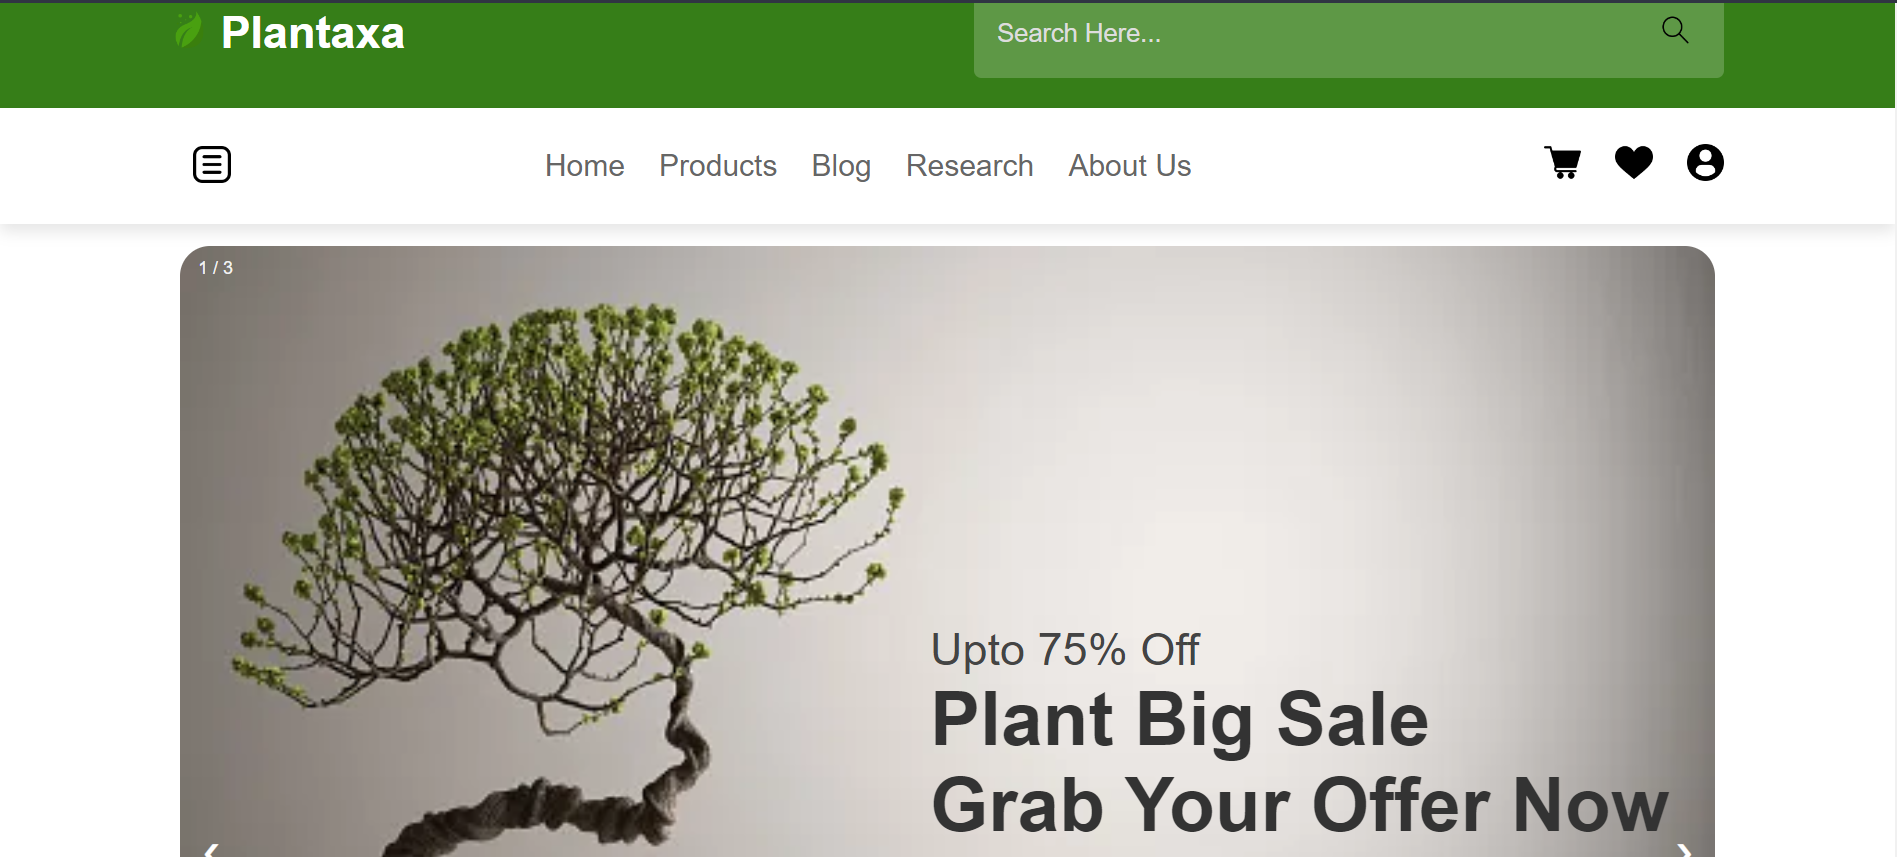 Plantaxa
Search Here...
Home Products Blog Research About Us
1 / 3
Upto 75% Off
Plant Big Sale
Grab Your Offer Now
❮ ❯